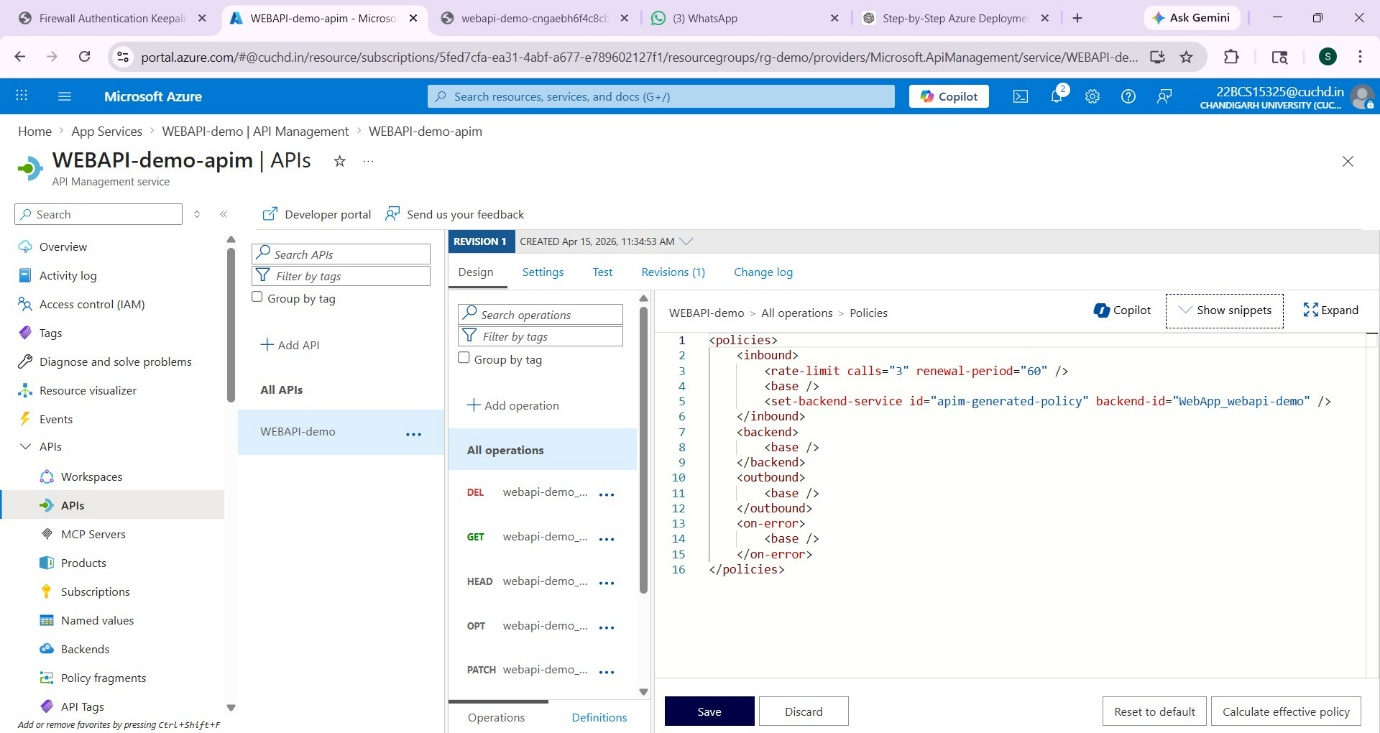 Firewall Authentication Keepali
WEBAPI-demo-apim - Microso
webapi-demo-cngaebh6f4c8cb
(3) WhatsApp
Step-by-Step Azure Deployme
Ask Gemini
portal.azure.com/#@cuchd.in/resource/subscriptions/5fed7cfa-ea31-4abf-a677-e789602127f1/resourcegroups/rg-demo/providers/Microsoft.ApiManagement/service/WEBAPI-de...
S
Microsoft Azure
Search resources, services, and docs (G+/)
Copilot
2
22BCS15325@cuchd.in
CHANDIGARH UNIVERSITY (CUC...
Home > App Services > WEBAPI-demo | API Management > WEBAPI-demo-apim
WEBAPI-demo-apim | APIs
API Management service
Search
Overview
Activity log
Access control (IAM)
Tags
Diagnose and solve problems
Resource visualizer
Events
APIs
Workspaces
APIs
MCP Servers
Products
Subscriptions
Named values
Backends
Policy fragments
API Tags
Add or remove favorites by pressing Ctrl+Shift+F
Developer portal
Send us your feedback
Search APIs
Filter by tags
Group by tag
Add API
All APIs
WEBAPI-demo
REVISION 1
CREATED Apr 15, 2026, 11:34:53 AM
Design
Settings
Test
Revisions (1)
Change log
Search operations
Filter by tags
Group by tag
Add operation
All operations
DEL webapi-demo_...
GET webapi-demo_...
HEAD webapi-demo_...
OPT webapi-demo_...
PATCH webapi-demo_...
Operations
Definitions
WEBAPI-demo > All operations > Policies
Copilot
Show snippets
Expand
1 <policies>
2 <inbound>
3 <rate-limit calls="3" renewal-period="60" />
4 <base />
5 <set-backend-service id="apim-generated-policy" backend-id="WebApp_webapi-demo" />
6 </inbound>
7 <backend>
8 <base />
9 </backend>
10 <outbound>
11 <base />
12 </outbound>
13 <on-error>
14 <base />
15 </on-error>
16 </policies>
Save
Discard
Reset to default
Calculate effective policy